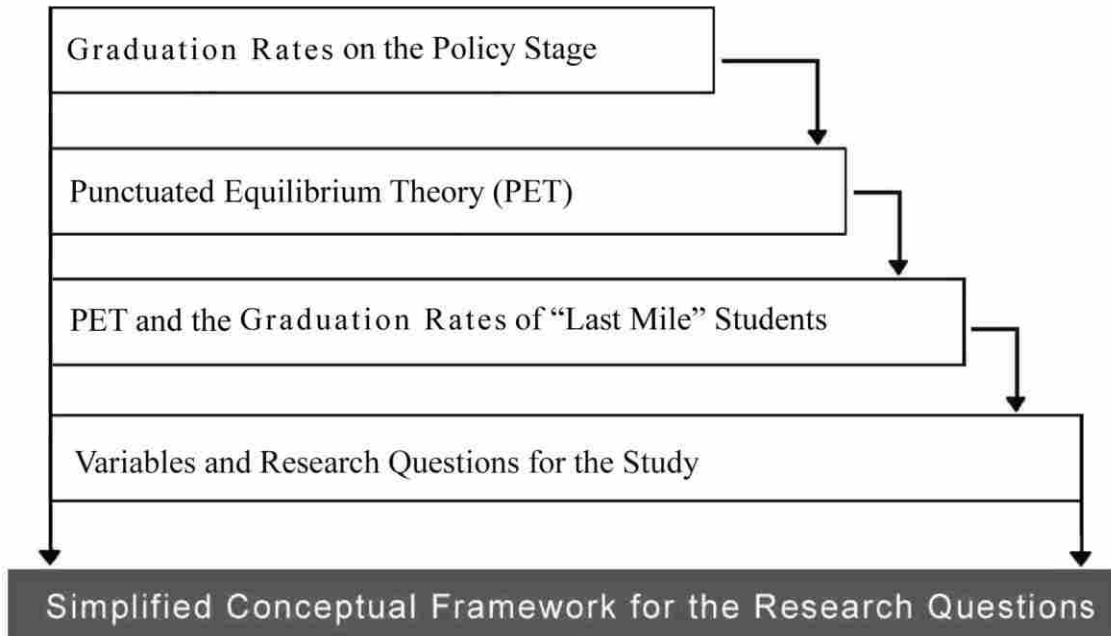 Graduation Rates on the Policy Stage
Punctuated Equilibrium Theory (PET)
PET and the Graduation Rates of “Last Mile” Students
Variables and Research Questions for the Study
Simplified Conceptual Framework for the Research Questions